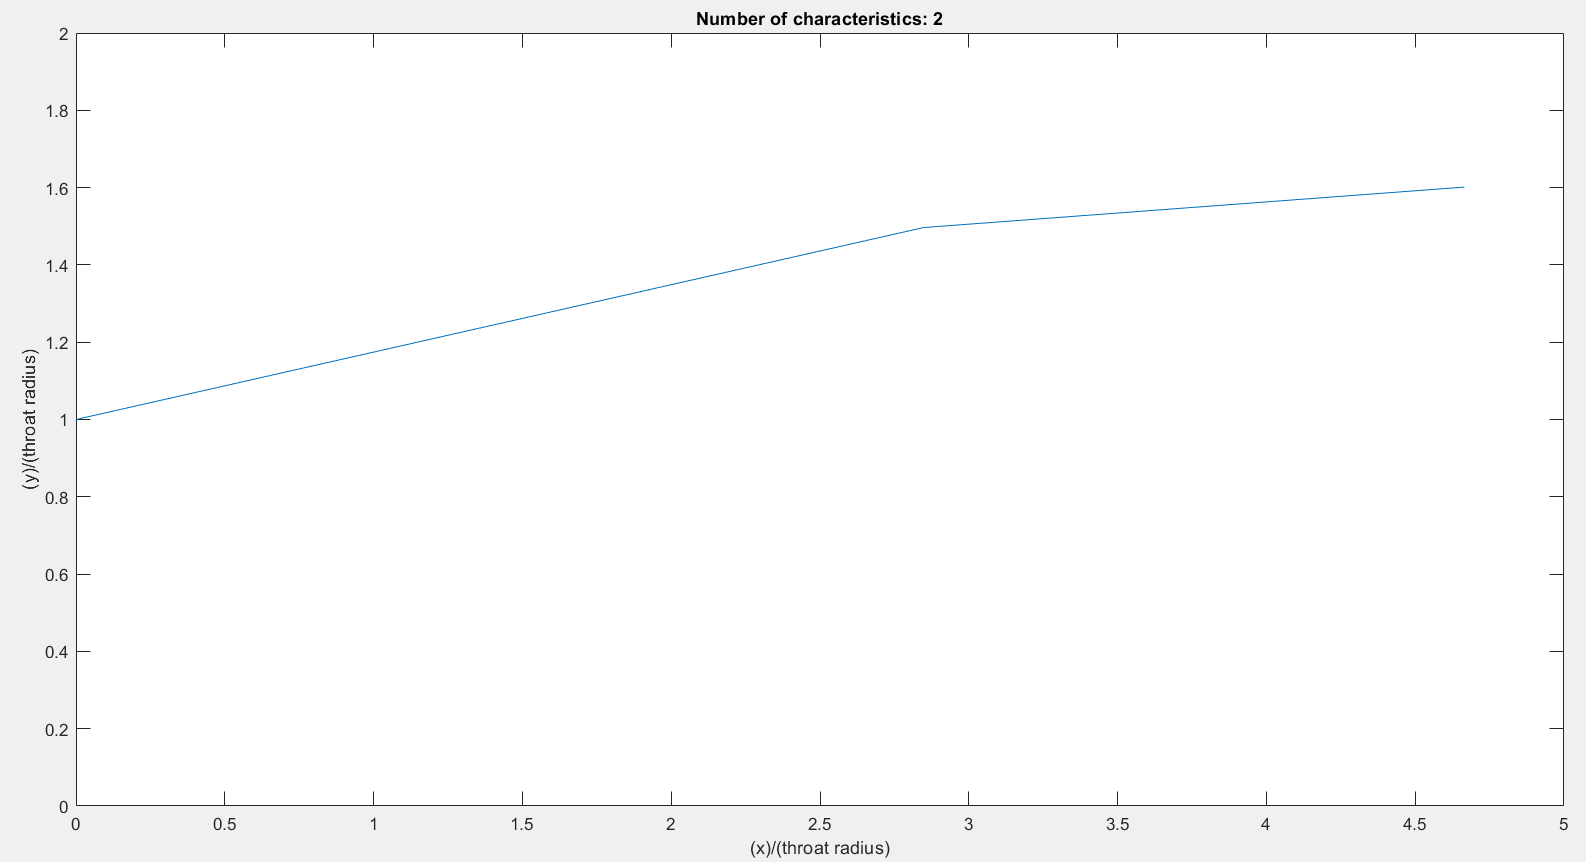 Number of characteristics: 2
2
1.8
1.6
1.4
1.2
1
0.8
0.6
0.4
0.2
0
(y)/(throat radius)
0 0.5 1 1.5 2 2.5 3 3.5 4 4.5 5
(x)/(throat radius)